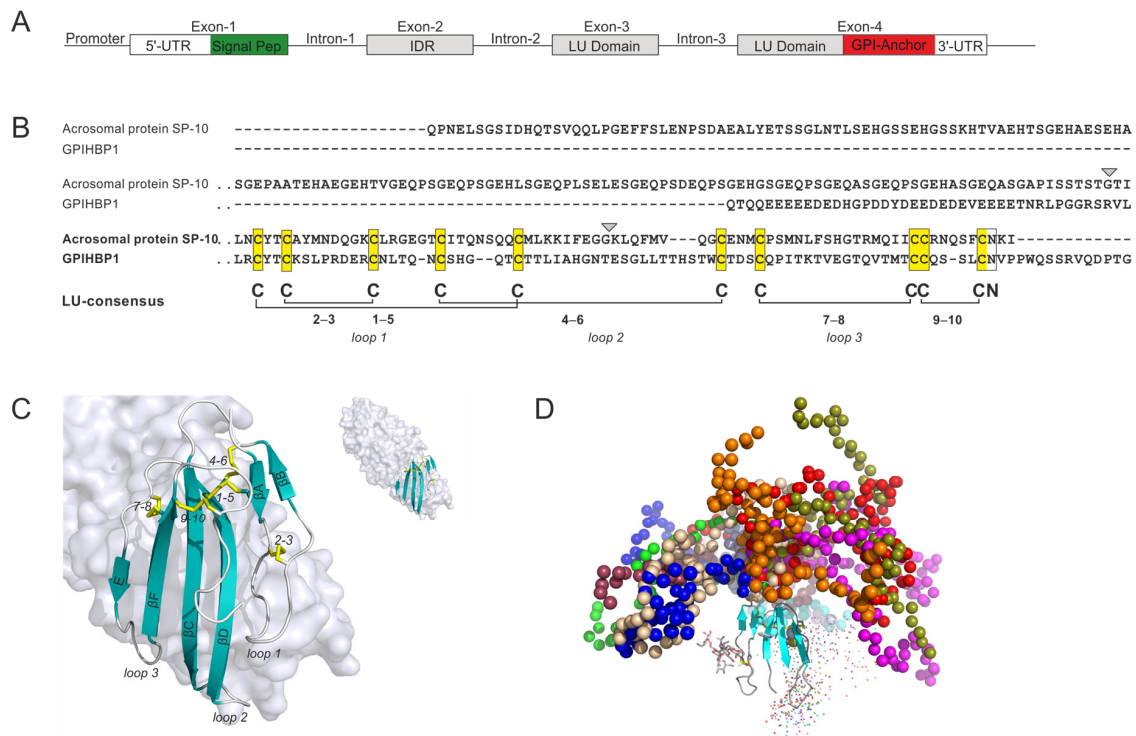 A
Exon-1 Exon-2 Exon-3 Exon-4
Promoter 5'-UTR Signal Pep Intron-1 IDR Intron-2 LU Domain Intron-3 LU Domain GPI-Anchor 3'-UTR
B
Acrosomal protein SP-10 --------------------QPNELSGSIDHQTSVQQLPGEFFSLENPSDAEALYETSSGLNTLSEHGSSEHGSSKHTVAEHTSGEHAESEHA
GPIHBP1 --------------------------------------------------------------------------------------------
Acrosomal protein SP-10 ..SGEPAATEHAEGEHTVGEQPSGEQPSGEHLSGEQPLSELESGEQPSDEQPSGEHGSGEQPSGEQASGEQPSGEHASGEQASGAPISSTSTGTI
GPIHBP1 ..---------------------------------------------------QTQQEEEEEDEDHGPDDYDEEDEDEVEEEETNRLPGGRSRVL
Acrosomal protein SP-10 ..LNCYTCAYMNDQGKCLRGEGTCITQNSQQCMLKKIFEGGKLQFMV---QGCENMCPSMNLFSHGTRMQIICCRNQSFCNKI------------
GPIHBP1 ..LRCYTCKSLPRDERCNLTQ-NCSHG--QTCTTLIAHGNTESGLLTTHSTWCTDSCQPITKTVEGTQVTMTCCQS-SLCNVPPWQSSRVQDPTG
LU-consensus C C C C C C C CC CN
2–3 1–5 4–6 7–8 9–10
loop 1 loop 2 loop 3
C
4-6
7-8 1-5 βA βB
9-10
2-3
E βF βC βD
loop 1
loop 3
loop 2
D